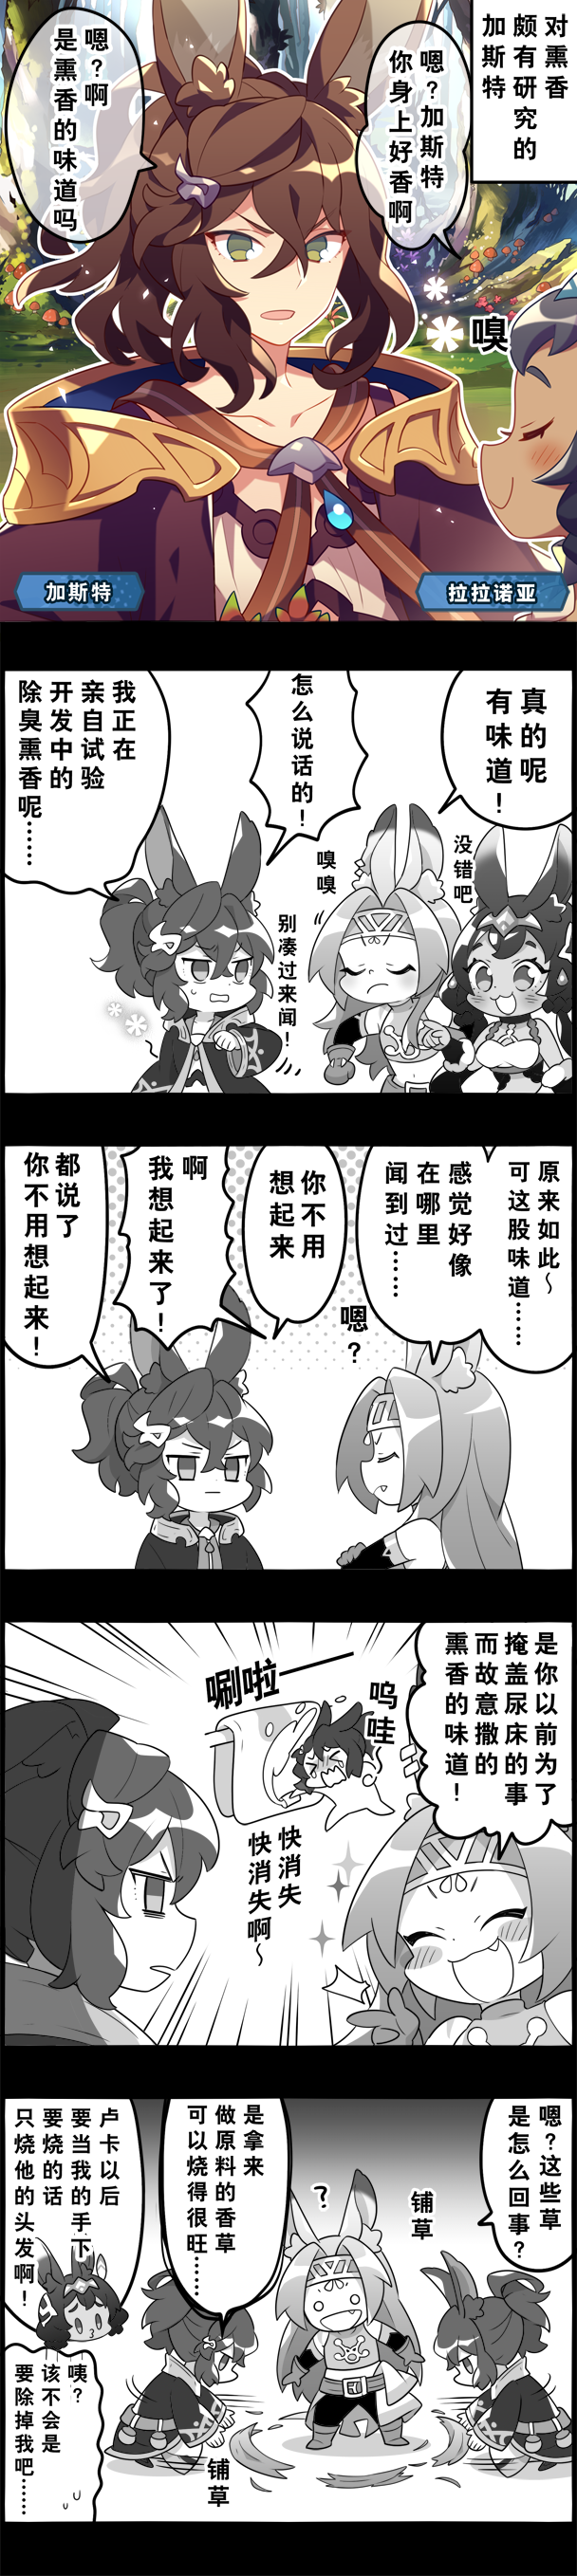 对熏香
颇有研究的
加斯特
嗯？加斯特
你身上好香啊
嗯？啊
是熏香的味道吗
嗅
加斯特
拉拉诺亚
真的呢
有味道！
没错吧
怎么说话的！
嗅嗅
别凑过来闻！
我正在
亲自试验
开发中的
除臭熏香呢……
原来如此～
可这股味道……
感觉好像
在哪里
闻到过……
嗯？
你不用
想起来
啊
我想起来了！
都说了
你不用想起来！
是你以前为了
掩盖尿床的事
而故意撒的
熏香的味道！
呜哇
唰啦——
快消失
快消失啊～
嗯？这些草
是怎么回事？
铺草
？
是拿来
做原料的香草
可以烧得很旺……
铺草
卢卡以后
要当我的手下
要烧的话
只烧他的头发啊！
咦？
该不会是
要除掉我吧……